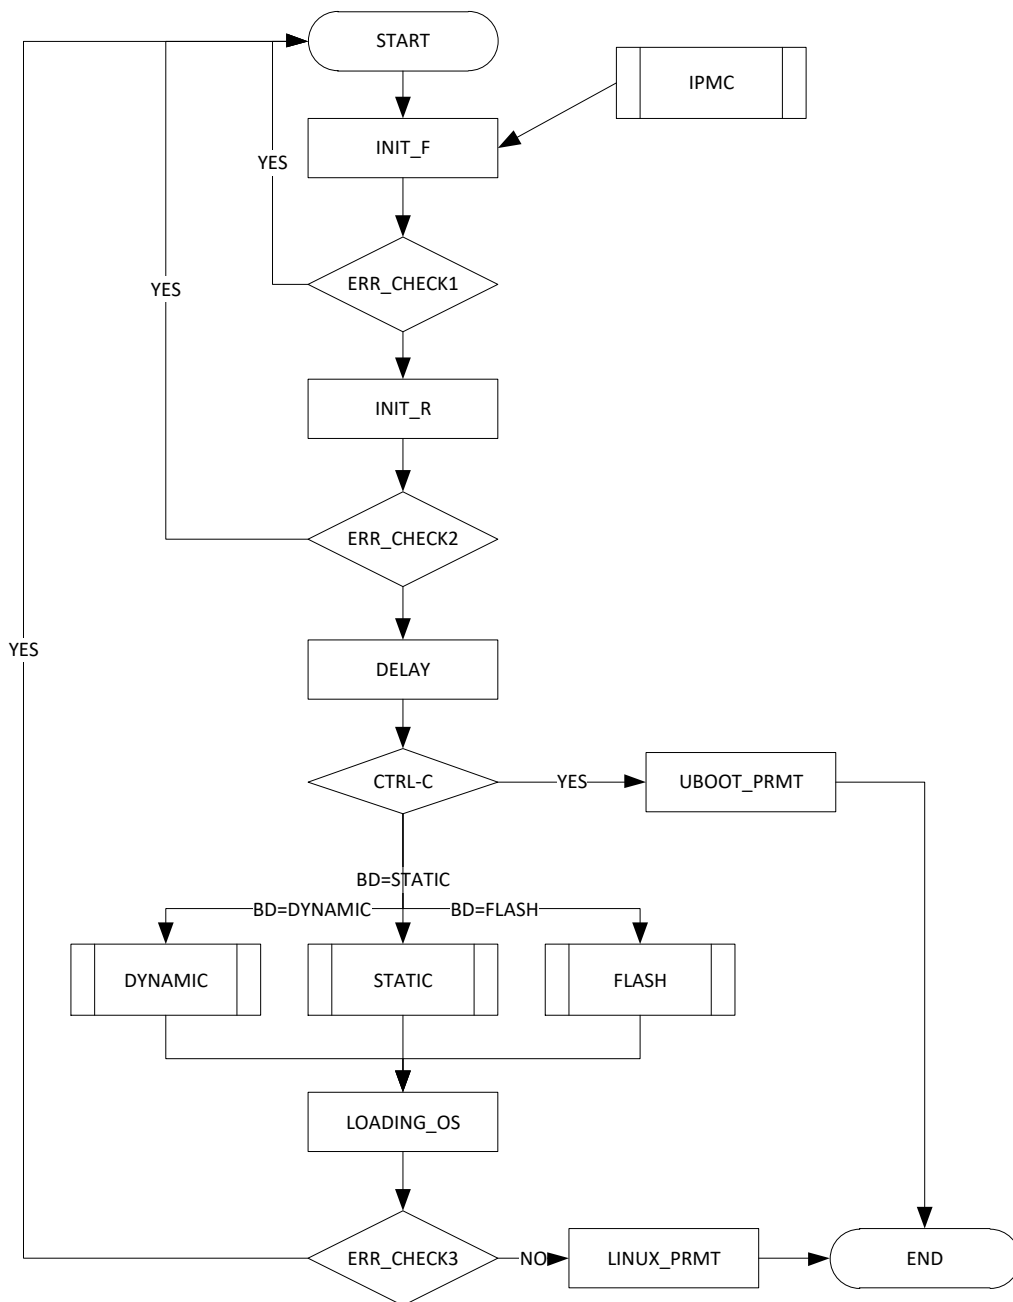 START
IPMC
INIT_F
YES
ERR_CHECK1
YES
INIT_R
ERR_CHECK2
YES
DELAY
CTRL-C
YES
UBOOT_PRMT
BD=STATIC
BD=DYNAMIC
BD=FLASH
DYNAMIC
STATIC
FLASH
LOADING_OS
ERR_CHECK3
NO
LINUX_PRMT
END